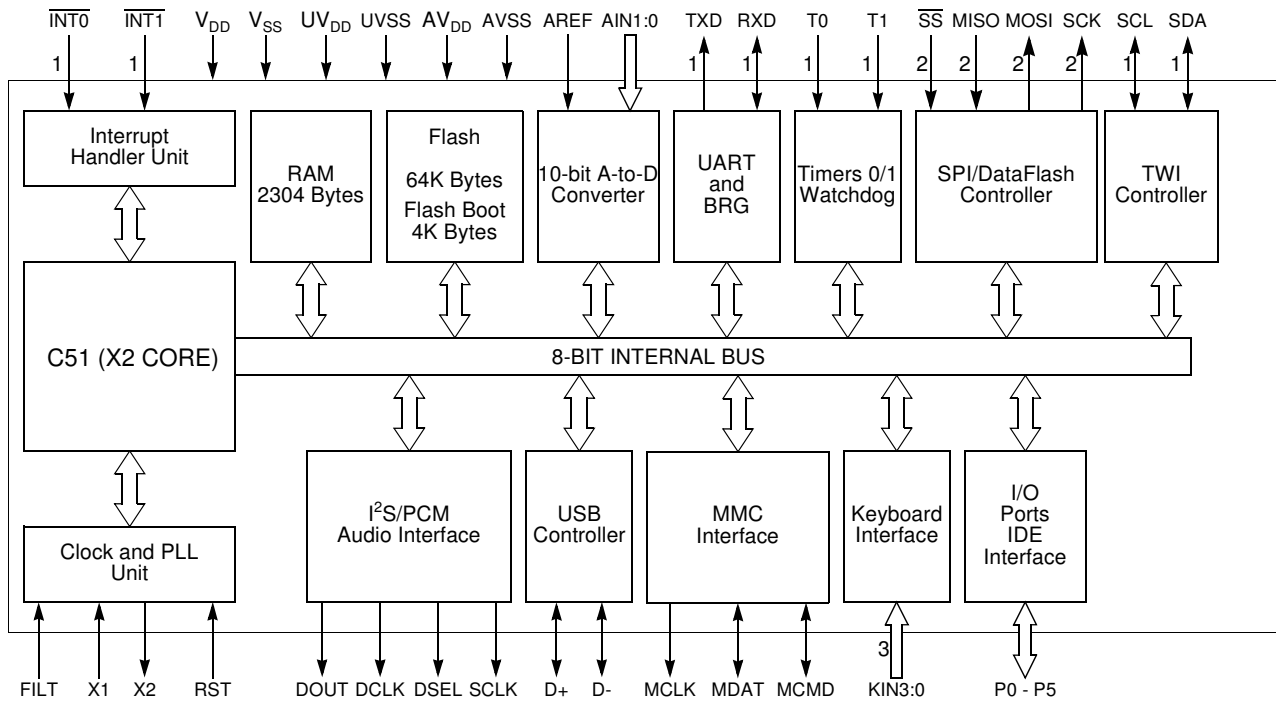 INT0 INT1 VDD VSS UVDD UVSS AVDD AVSS AREF AIN1:0 TXD RXD T0 T1 SS MISO MOSI SCK SCL SDA
1 1 1 1 1 1 2 2 2 2 1 1
Interrupt
Handler Unit
RAM
2304 Bytes
Flash
64K Bytes
Flash Boot
4K Bytes
10-bit A-to-D
Converter
UART
and
BRG
Timers 0/1
Watchdog
SPI/DataFlash
Controller
TWI
Controller
C51 (X2 CORE)
8-BIT INTERNAL BUS
Clock and PLL
Unit
I²S/PCM
Audio Interface
USB
Controller
MMC
Interface
Keyboard
Interface
I/O
Ports
IDE
Interface
3
FILT X1 X2 RST DOUT DCLK DSEL SCLK D+ D- MCLK MDAT MCMD KIN3:0 P0 - P5